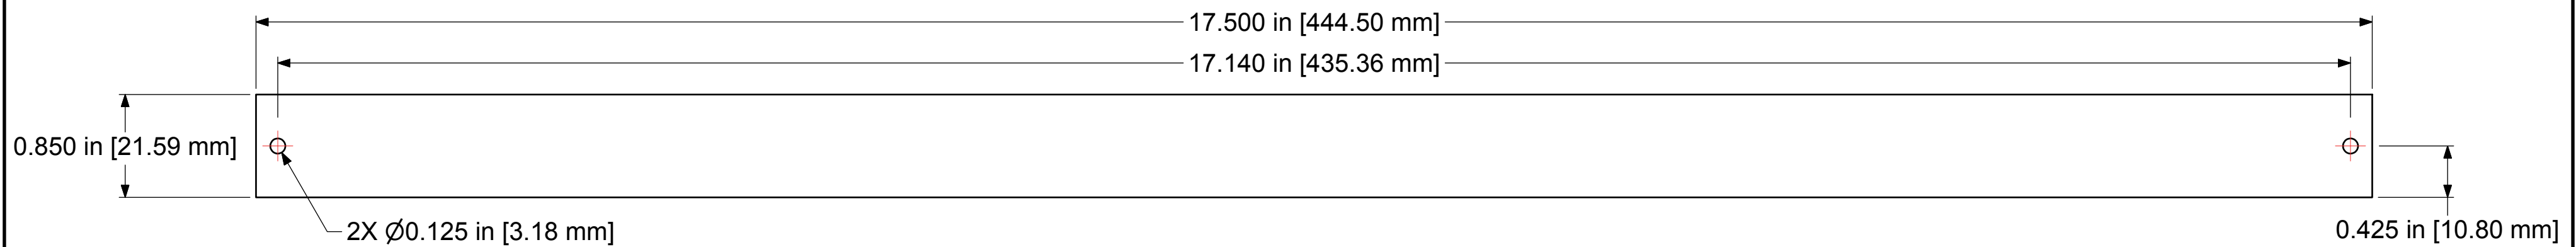 17.500 in [444.50 mm]
17.140 in [435.36 mm]
0.850 in [21.59 mm]
2X Ø0.125 in [3.18 mm]
0.425 in [10.80 mm]